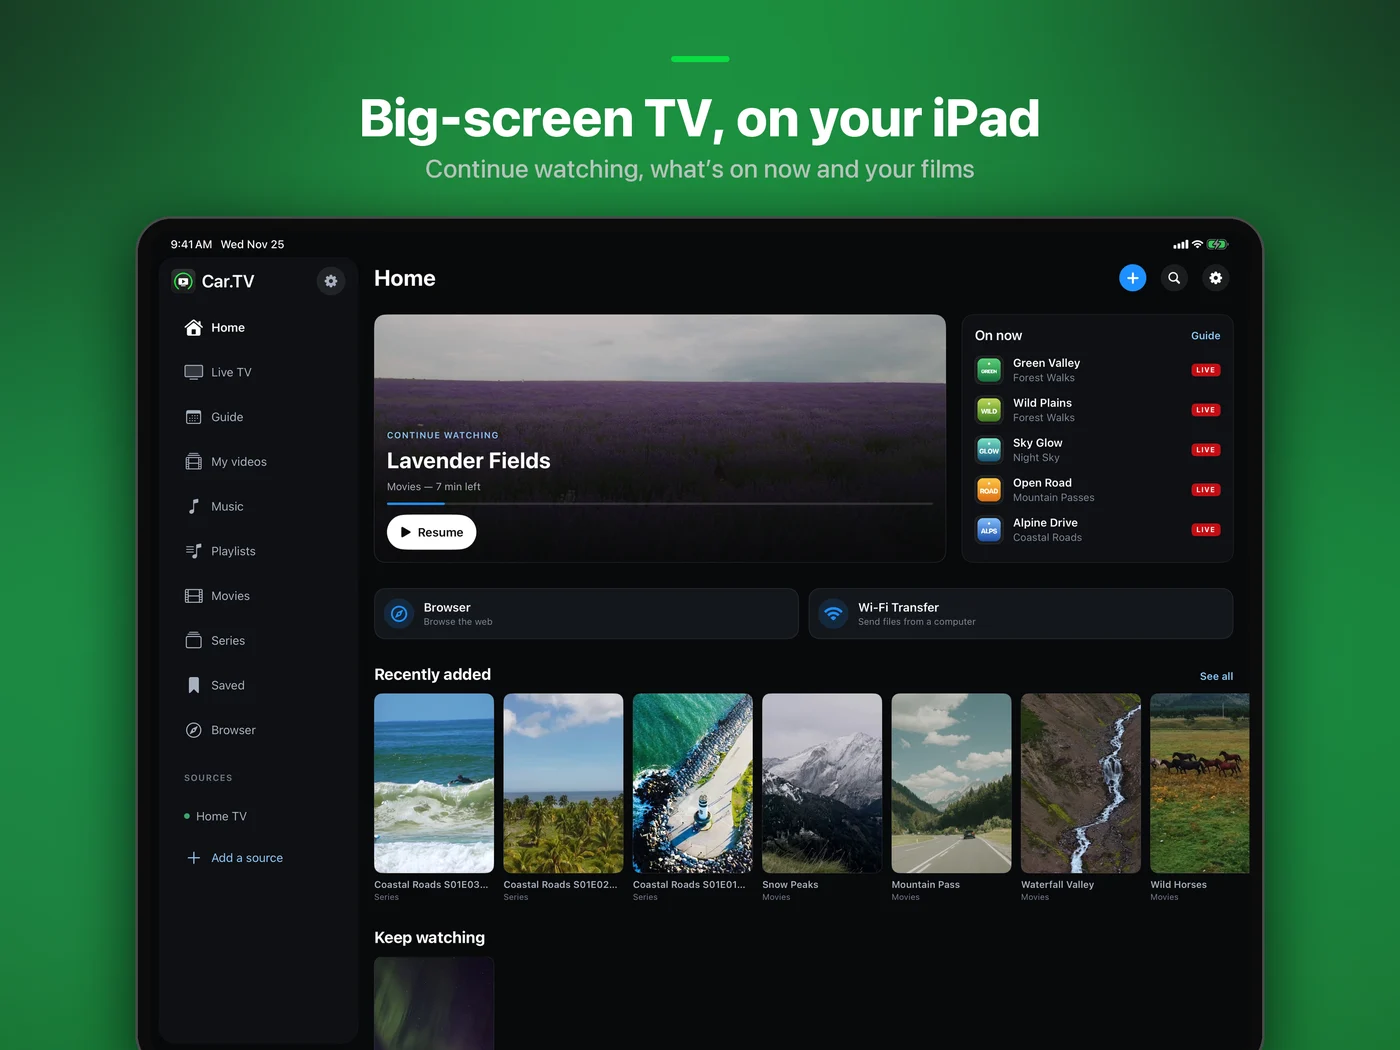 Big-screen TV, on your iPad
Continue watching, what's on now and your films
9:41 AM Wed Nov 25
Car.TV
Home
Live TV
Guide
My videos
Music
Playlists
Movies
Series
Saved
Browser
SOURCES
Home TV
Add a source
Home
CONTINUE WATCHING
Lavender Fields
Movies — 7 min left
Resume
On now
Guide
GREEN
Green Valley
Forest Walks
LIVE
WILD
Wild Plains
Forest Walks
LIVE
GLOW
Sky Glow
Night Sky
LIVE
ROAD
Open Road
Mountain Passes
LIVE
ALPS
Alpine Drive
Coastal Roads
LIVE
Browser
Browse the web
Wi-Fi Transfer
Send files from a computer
Recently added
See all
Coastal Roads S01E03...
Series
Coastal Roads S01E02...
Series
Coastal Roads S01E01...
Series
Snow Peaks
Movies
Mountain Pass
Movies
Waterfall Valley
Movies
Wild Horses
Movies
Keep watching